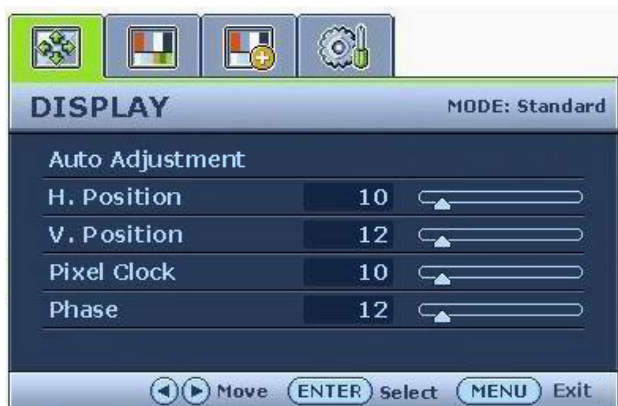 DISPLAY MODE: Standard
Auto Adjustment
H. Position 10
V. Position 12
Pixel Clock 10
Phase 12
Move ENTER Select MENU Exit